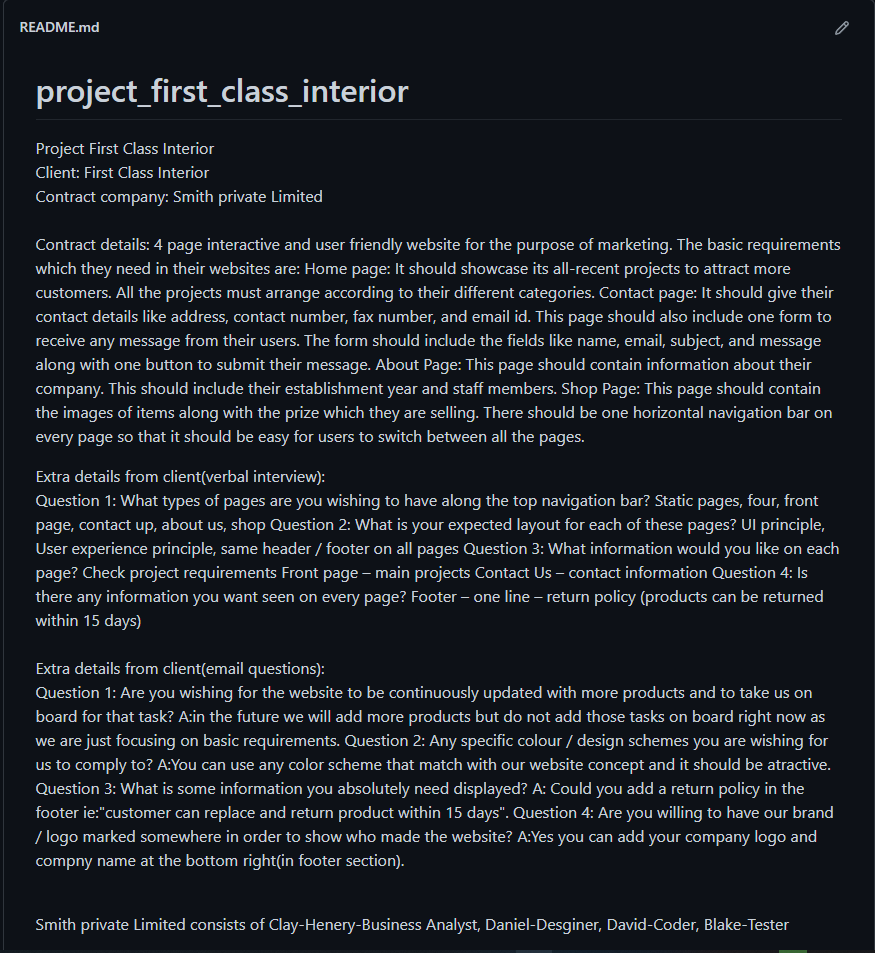 README.md
project_first_class_interior
Project First Class Interior
Client: First Class Interior
Contract company: Smith private Limited
Contract details: 4 page interactive and user friendly website for the purpose of marketing. The basic requirements
which they need in their websites are: Home page: It should showcase its all-recent projects to attract more
customers. All the projects must arrange according to their different categories. Contact page: It should give their
contact details like address, contact number, fax number, and email id. This page should also include one form to
receive any message from their users. The form should include the fields like name, email, subject, and message
along with one button to submit their message. About Page: This page should contain information about their
company. This should include their establishment year and staff members. Shop Page: This page should contain
the images of items along with the prize which they are selling. There should be one horizontal navigation bar on
every page so that it should be easy for users to switch between all the pages.
Extra details from client(verbal interview):
Question 1: What types of pages are you wishing to have along the top navigation bar? Static pages, four, front
page, contact up, about us, shop Question 2: What is your expected layout for each of these pages? UI principle,
User experience principle, same header / footer on all pages Question 3: What information would you like on each
page? Check project requirements Front page – main projects Contact Us – contact information Question 4: Is
there any information you want seen on every page? Footer – one line – return policy (products can be returned
within 15 days)
Extra details from client(email questions):
Question 1: Are you wishing for the website to be continuously updated with more products and to take us on
board for that task? A:in the future we will add more products but do not add those tasks on board right now as
we are just focusing on basic requirements. Question 2: Any specific colour / design schemes you are wishing for
us to comply to? A:You can use any color scheme that match with our website concept and it should be atractive.
Question 3: What is some information you absolutely need displayed? A: Could you add a return policy in the
footer ie:"customer can replace and return product within 15 days". Question 4: Are you willing to have our brand
/ logo marked somewhere in order to show who made the website? A:Yes you can add your company logo and
compny name at the bottom right(in footer section).
Smith private Limited consists of Clay-Henery-Business Analyst, Daniel-Desginer, David-Coder, Blake-Tester